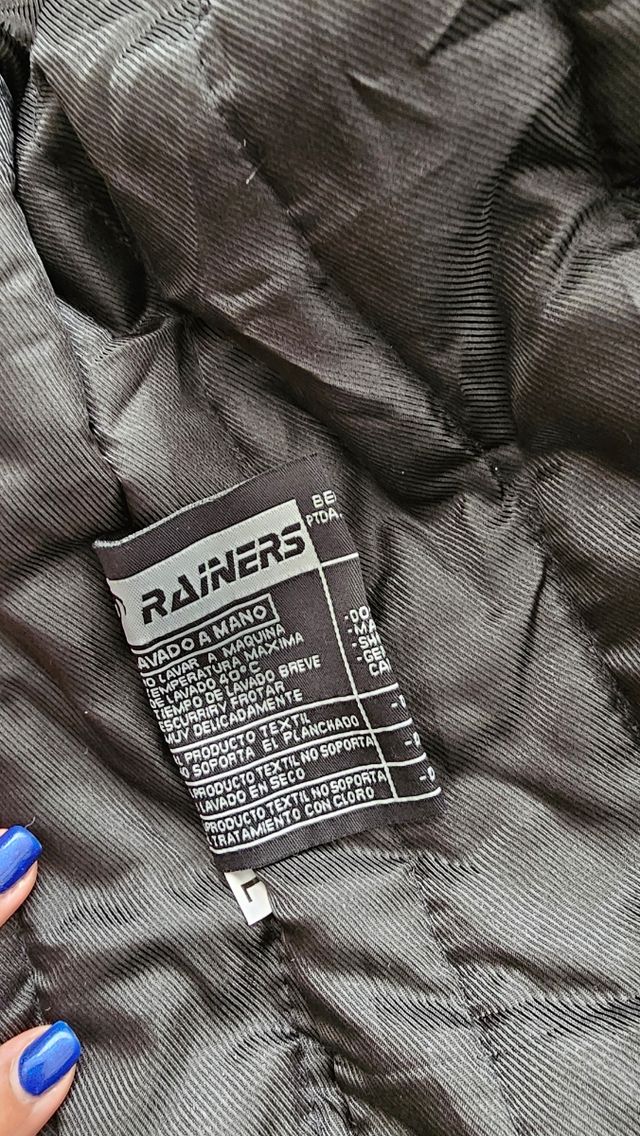 RAINERS
LAVADO A MANO
NO LAVAR A MAQUINA
TEMPERATURA MAXIMA
DE LAVADO 40°C
TIEMPO DE LAVADO BREVE
ESCURRIR Y FROTAR
MUY DELICADAMENTE
EL PRODUCTO TEXTIL
NO SOPORTA EL PLANCHADO
PRODUCTO TEXTIL NO SOPORTA
LAVADO EN SECO
PRODUCTO TEXTIL NO SOPORTA
TRATAMIENTO CON CLORO
PTDA.
L